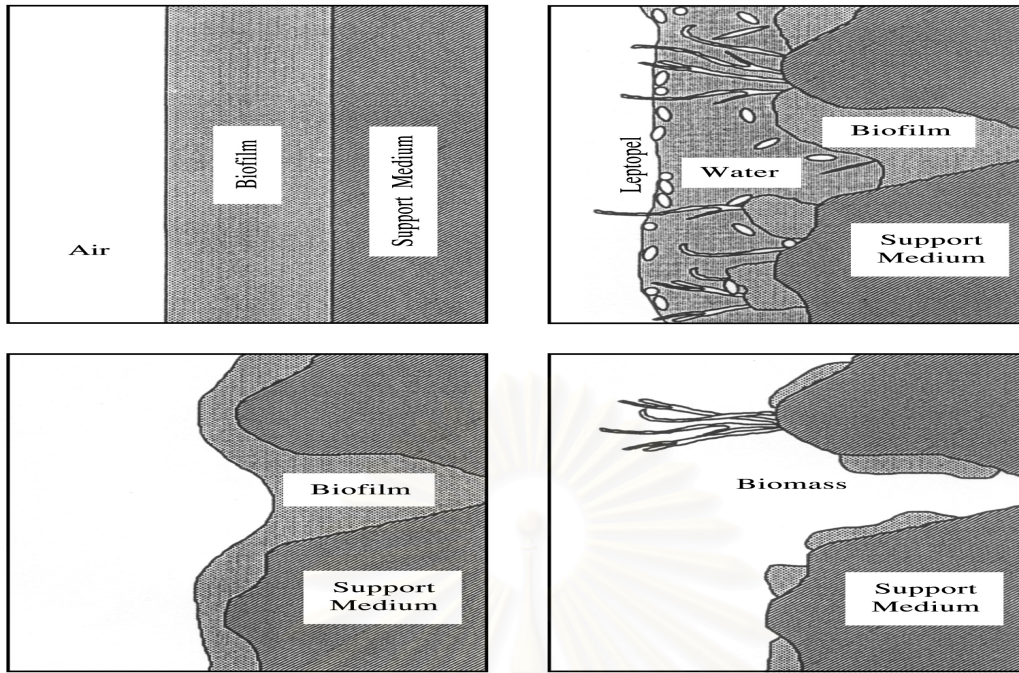 Air
Biofilm
Support Medium
Leptopel
Water
Biofilm
Support
Medium
Biofilm
Support
Medium
Biomass
Support
Medium